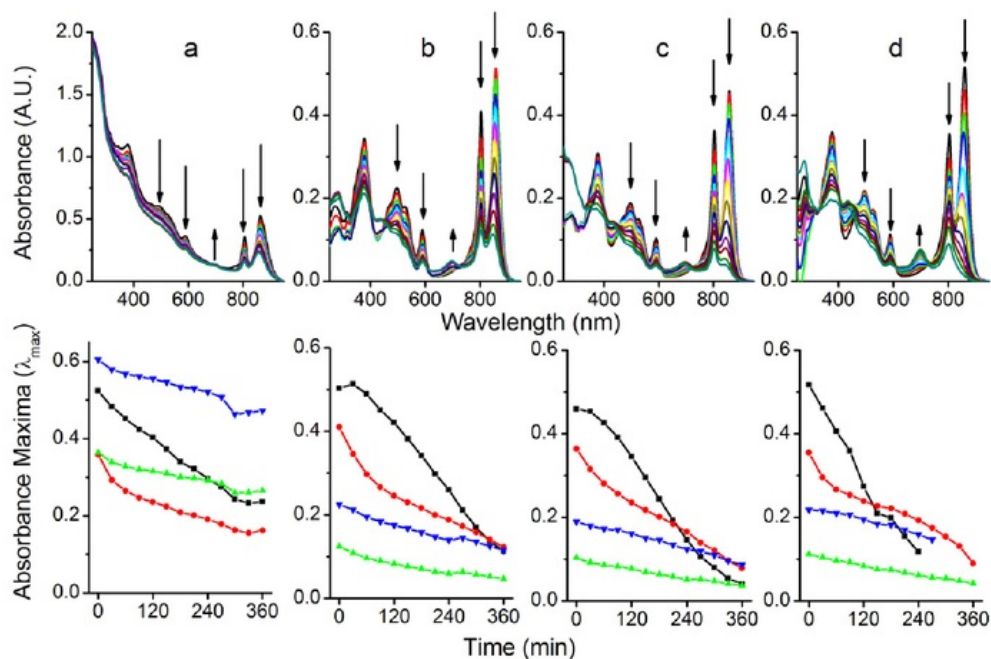 a b c d
Absorbance (A.U.)
2.0 1.5 1.0 0.5 0.0
0.6 0.4 0.2 0.0
0.6 0.4 0.2 0.0
0.6 0.4 0.2 0.0
400 600 800 400 600 800 400 600 800 400 600 800
Wavelength (nm)
Absorbance Maxima (λmax)
0.6 0.4 0.2 0.0
0.6 0.4 0.2 0.0
0.6 0.4 0.2 0.0
0.6 0.4 0.2 0.0
0 120 240 360 0 120 240 360 0 120 240 360 0 120 240 360
Time (min)